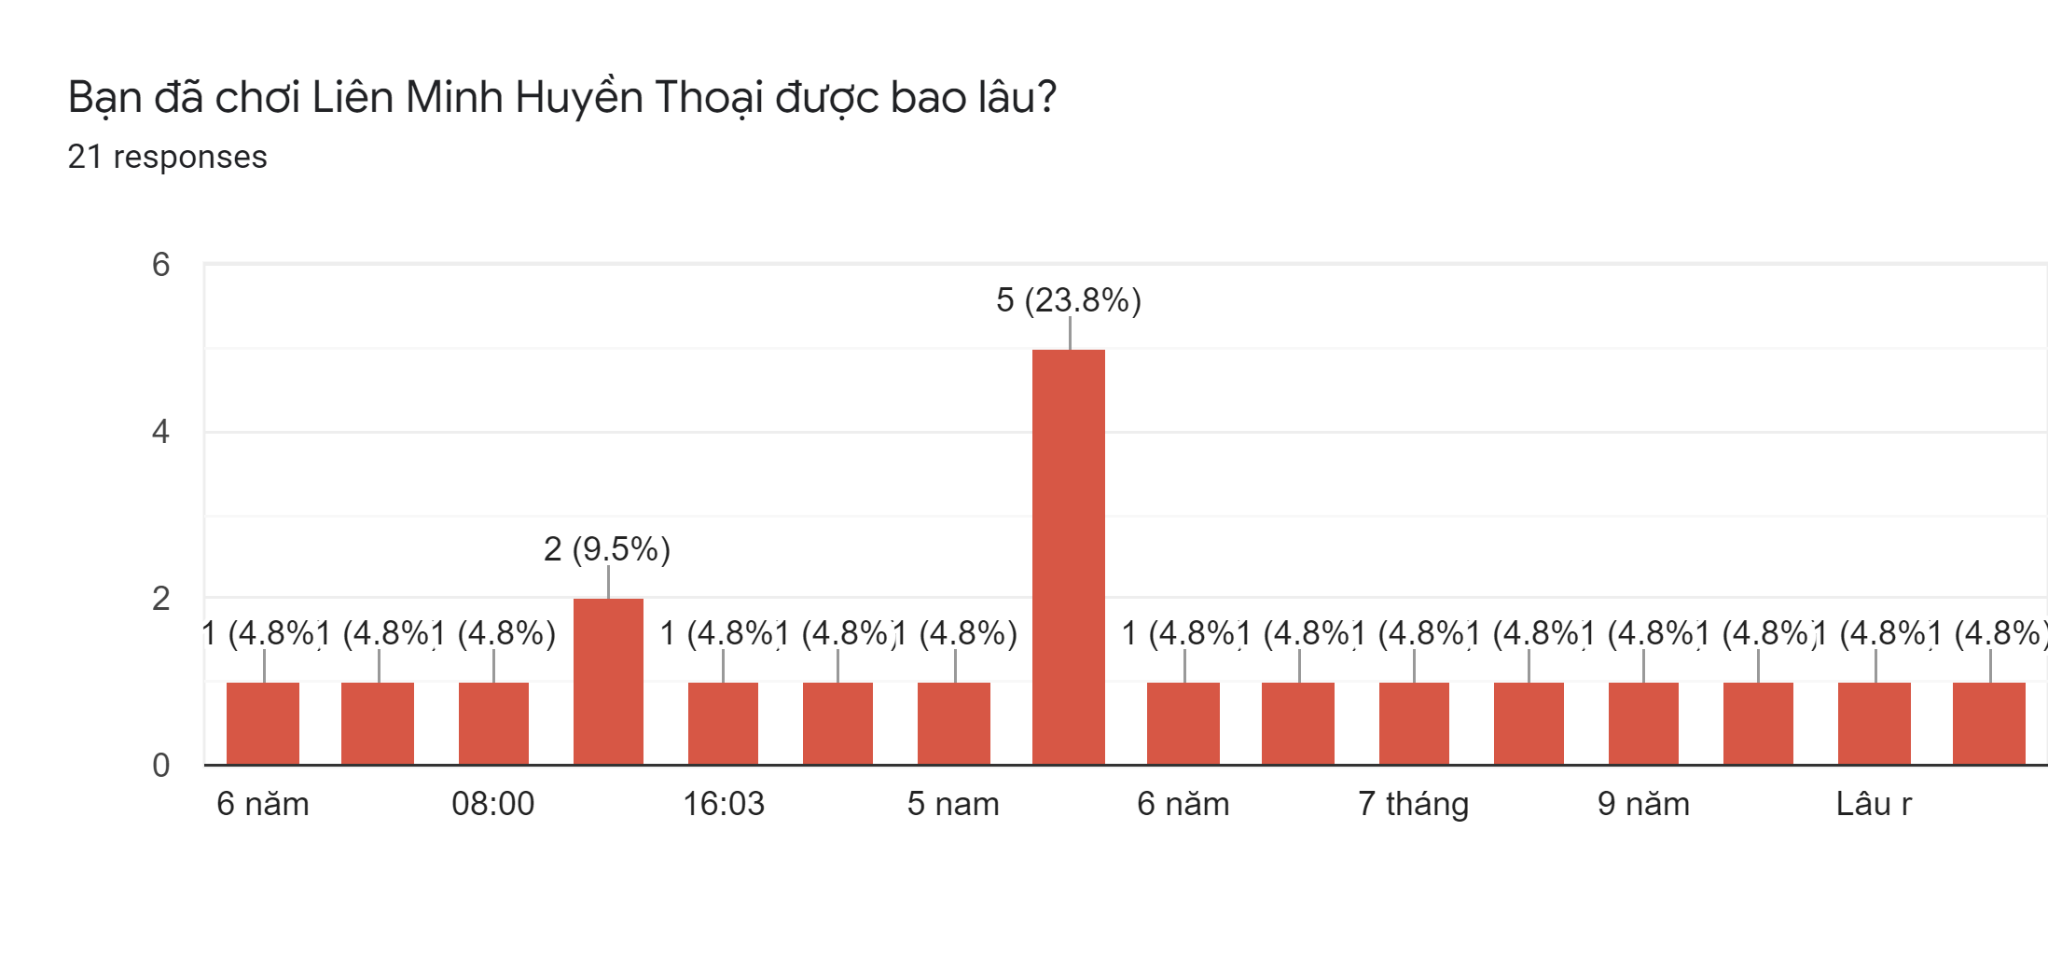 Bạn đã chơi Liên Minh Huyền Thoại được bao lâu?
21 responses
6
5 (23.8%)
4
2 (9.5%)
2
1 (4.8%) 1 (4.8%) 1 (4.8%) 1 (4.8%) 1 (4.8%) 1 (4.8%) 1 (4.8%) 1 (4.8%) 1 (4.8%) 1 (4.8%) 1 (4.8%) 1 (4.8%) 1 (4.8%) 1 (4.8%)
0
6 năm 08:00 16:03 5 nam 6 năm 7 tháng 9 năm Lâu r